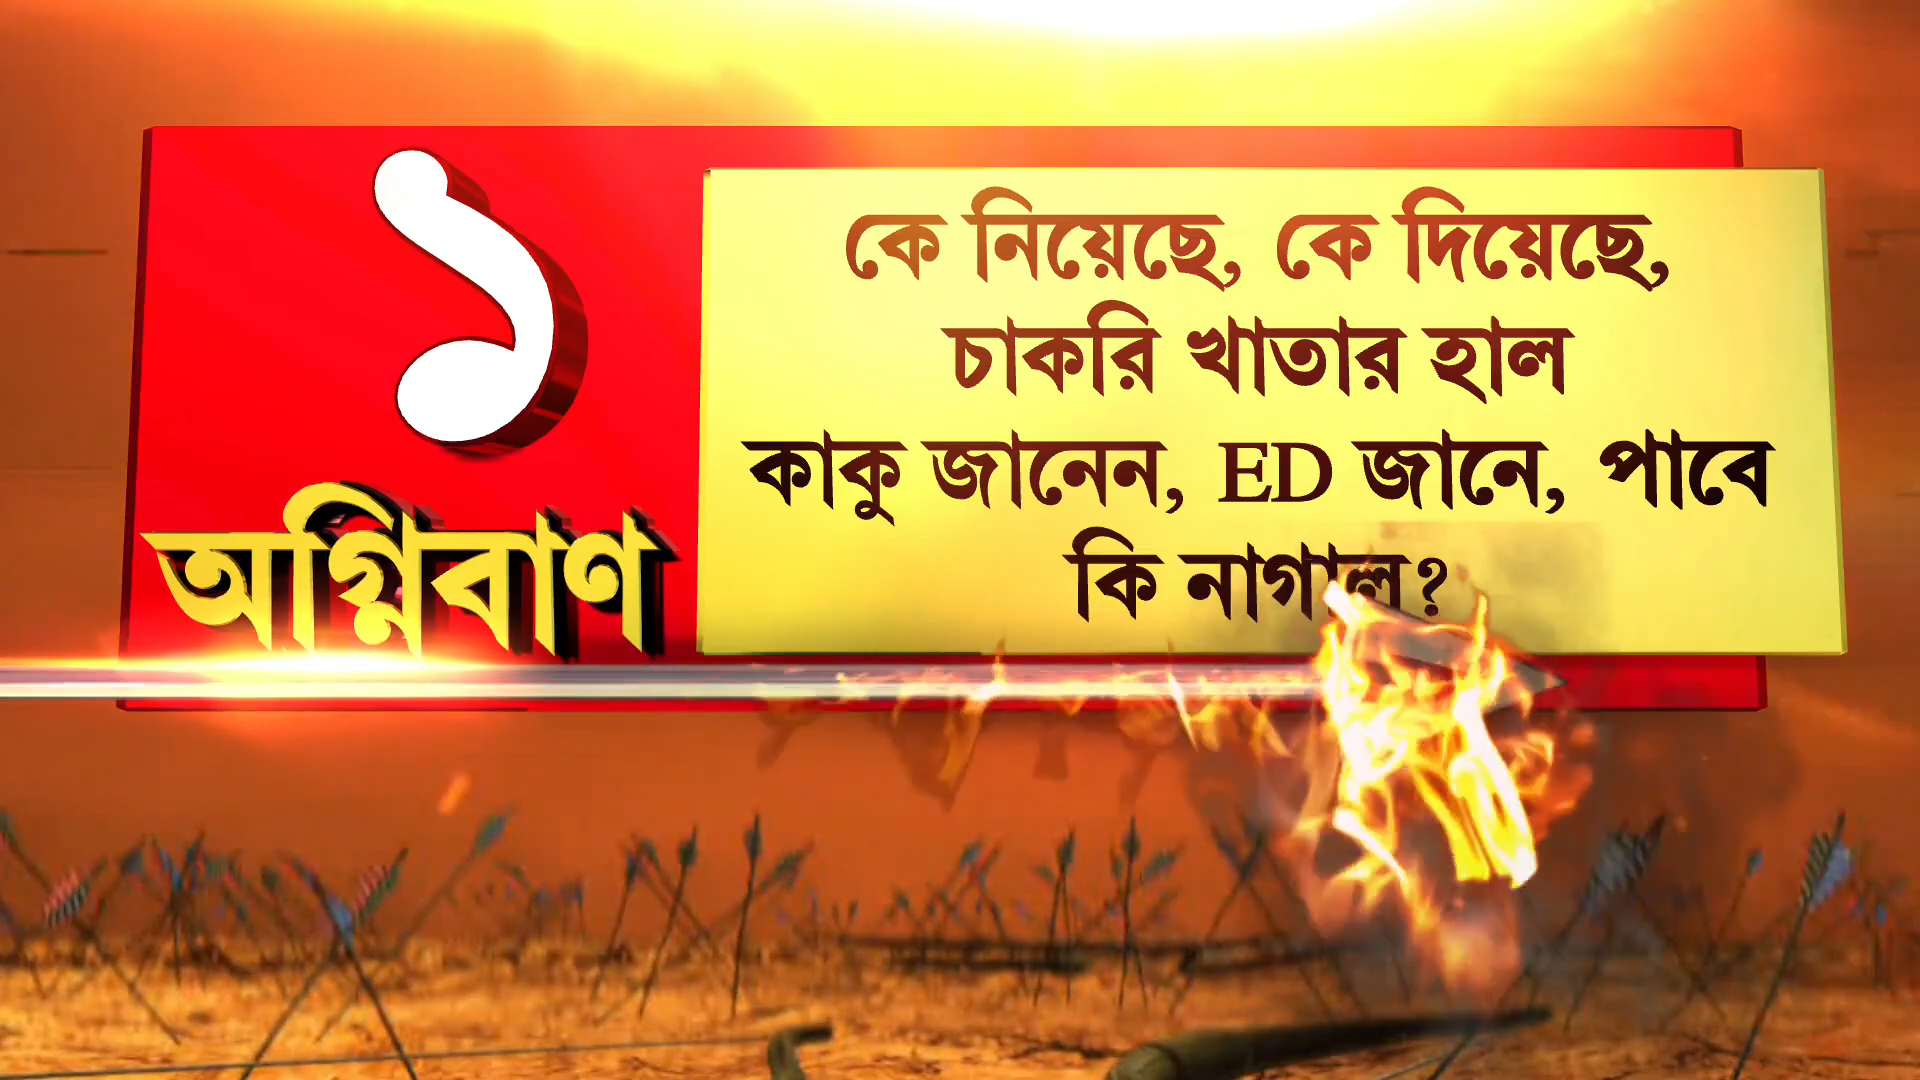 ১
অগ্নিবাণ
কে নিয়েছে, কে দিয়েছে,
চাকরি খাতার হাল
কাকু জানেন, ED জানে, পাবে
কি নাগাল?